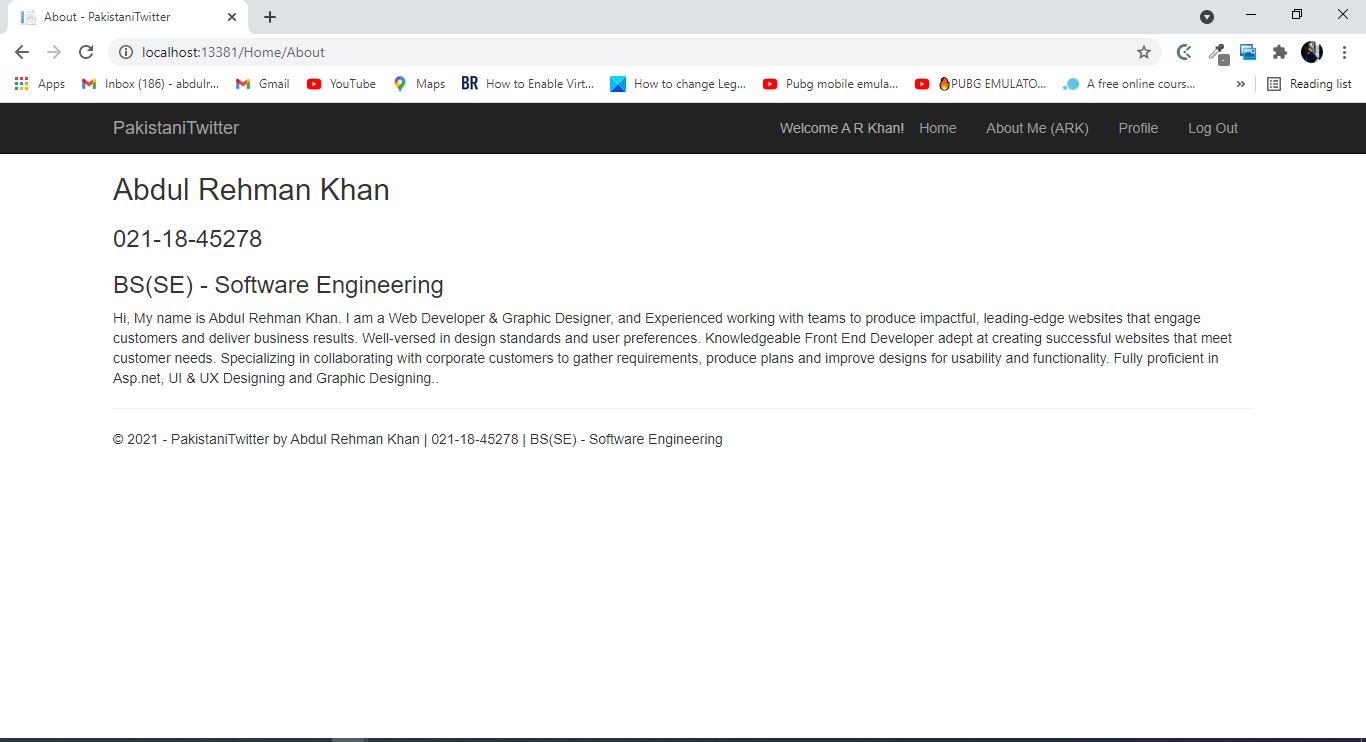 About - PakistaniTwitter
localhost:13381/Home/About
Apps Inbox (186) - abdulr... Gmail YouTube Maps BR How to Enable Virt... How to change Leg... Pubg mobile emula... PUBG EMULATO... A free online cours... » Reading list
PakistaniTwitter Welcome A R Khan! Home About Me (ARK) Profile Log Out
Abdul Rehman Khan
021-18-45278
BS(SE) - Software Engineering
Hi, My name is Abdul Rehman Khan. I am a Web Developer & Graphic Designer, and Experienced working with teams to produce impactful, leading-edge websites that engage
customers and deliver business results. Well-versed in design standards and user preferences. Knowledgeable Front End Developer adept at creating successful websites that meet
customer needs. Specializing in collaborating with corporate customers to gather requirements, produce plans and improve designs for usability and functionality. Fully proficient in
Asp.net, UI & UX Designing and Graphic Designing..
© 2021 - PakistaniTwitter by Abdul Rehman Khan | 021-18-45278 | BS(SE) - Software Engineering